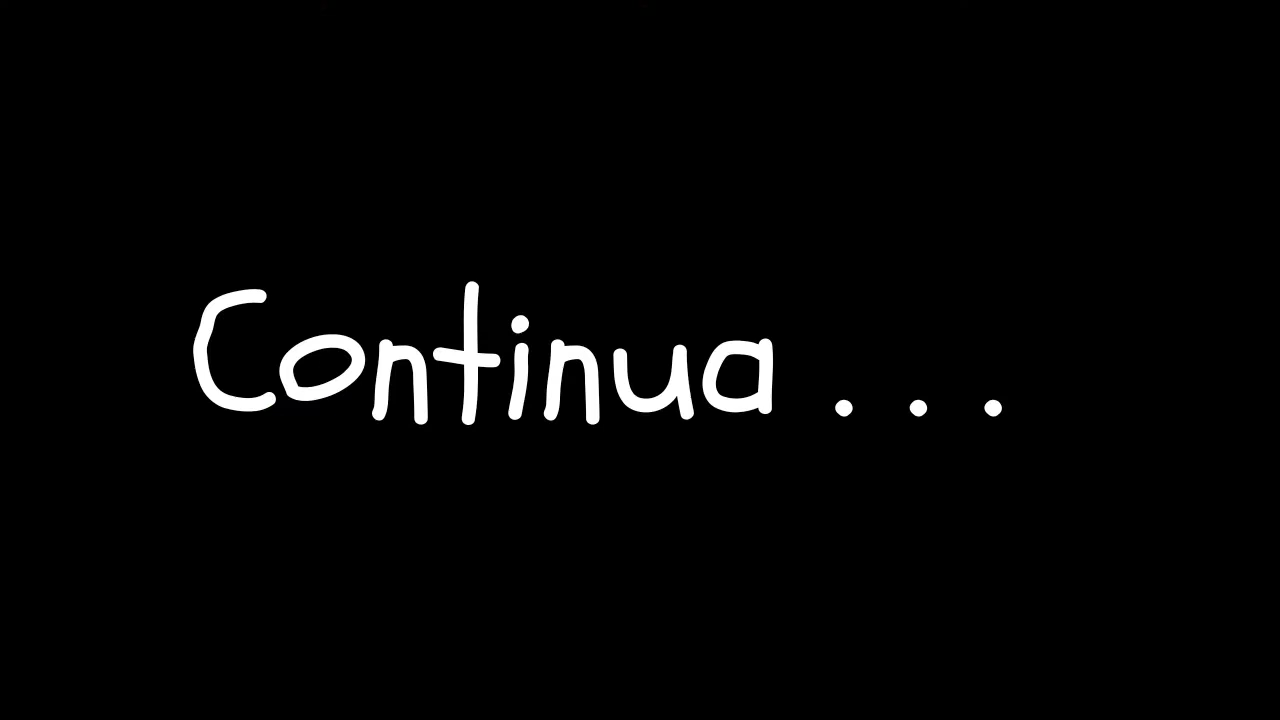 Continua . . .